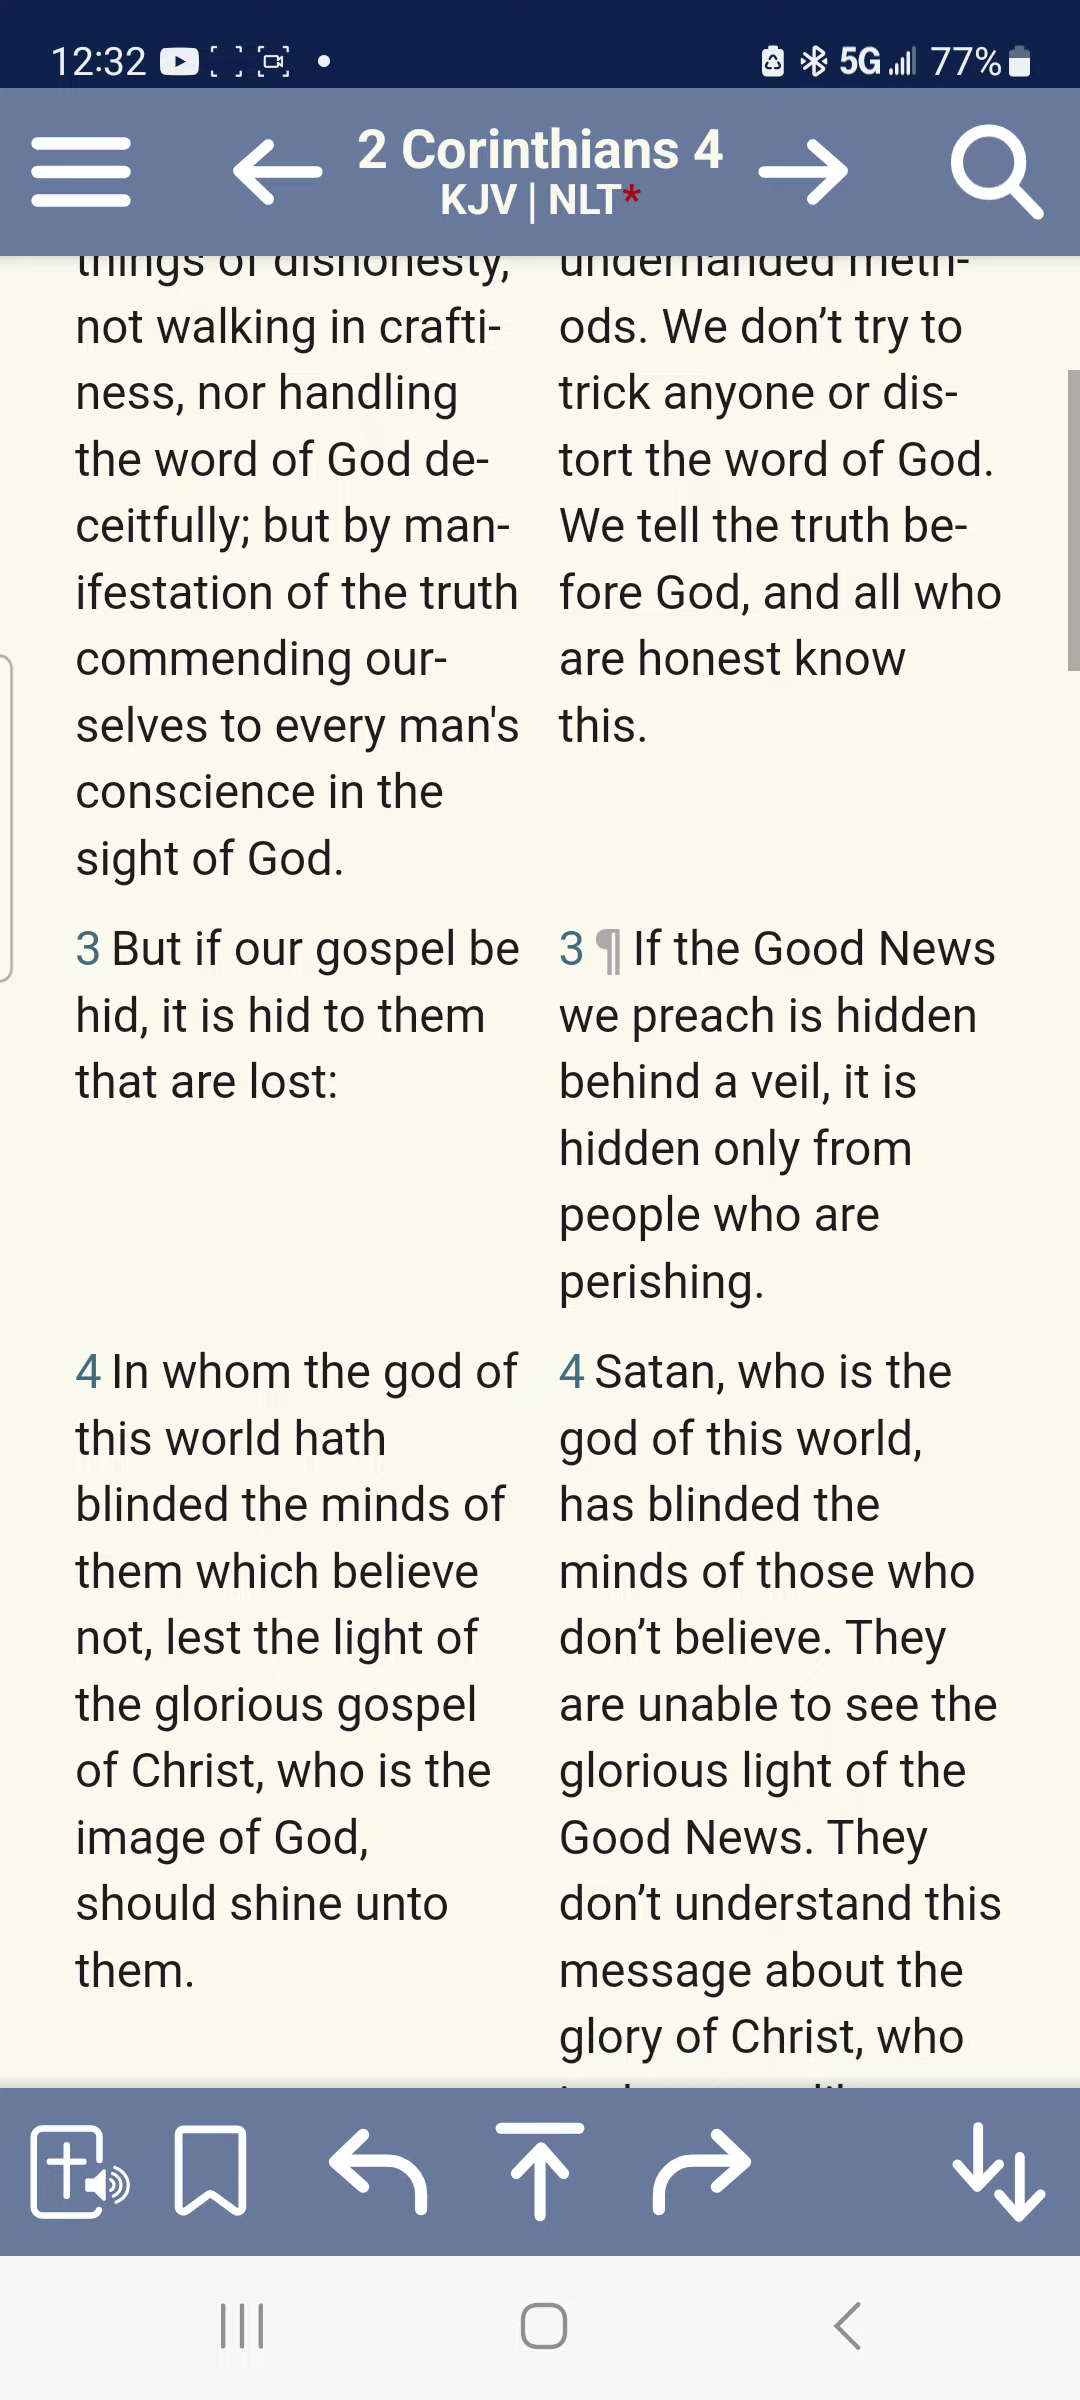 12:32
5G 77%
2 Corinthians 4
KJV | NLT*
things of dishonesty,
not walking in crafti-
ness, nor handling
the word of God de-
ceitfully; but by man-
ifestation of the truth
commending our-
selves to every man's
conscience in the
sight of God.
underhanded meth-
ods. We don’t try to
trick anyone or dis-
tort the word of God.
We tell the truth be-
fore God, and all who
are honest know
this.
3 But if our gospel be
hid, it is hid to them
that are lost:
3 ¶ If the Good News
we preach is hidden
behind a veil, it is
hidden only from
people who are
perishing.
4 In whom the god of
this world hath
blinded the minds of
them which believe
not, lest the light of
the glorious gospel
of Christ, who is the
image of God,
should shine unto
them.
4 Satan, who is the
god of this world,
has blinded the
minds of those who
don’t believe. They
are unable to see the
glorious light of the
Good News. They
don’t understand this
message about the
glory of Christ, who